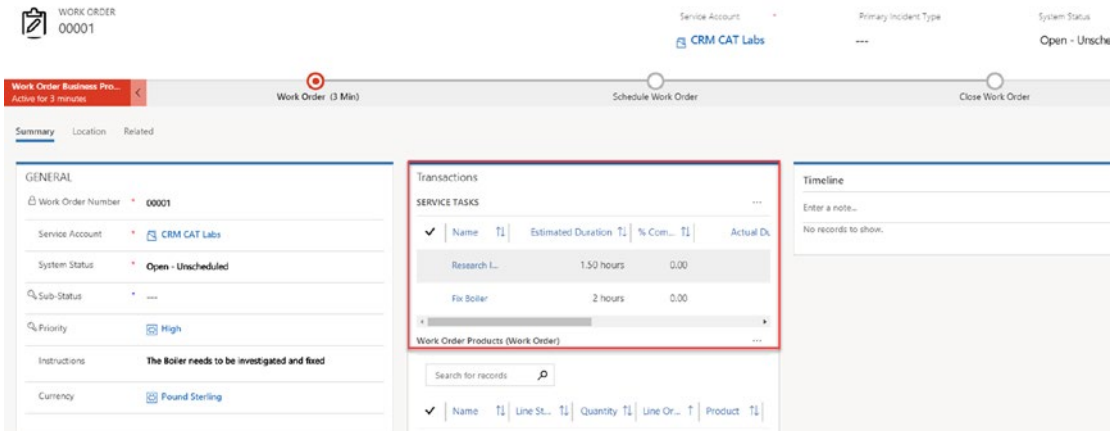 WORK ORDER
00001
Service Account *
CRM CAT Labs
Primary Incident Type
---
System Status
Open - Unsche
Work Order Business Pro...
Active for 3 minutes
Work Order (3 Min)
Schedule Work Order
Close Work Order
Summary Location Related
GENERAL
Work Order Number * 00001
Service Account * CRM CAT Labs
System Status * Open - Unscheduled
Sub-Status * ---
Priority High
Instructions The Boiler needs to be investigated and fixed
Currency Pound Sterling
Transactions
SERVICE TASKS ...
Name Estimated Duration % Com... Actual Du
Research I... 1.50 hours 0.00
Fix Boiler 2 hours 0.00
Work Order Products (Work Order) ...
Search for records
Name Line St... Quantity Line Or... Product
Timeline
Enter a note...
No records to show.